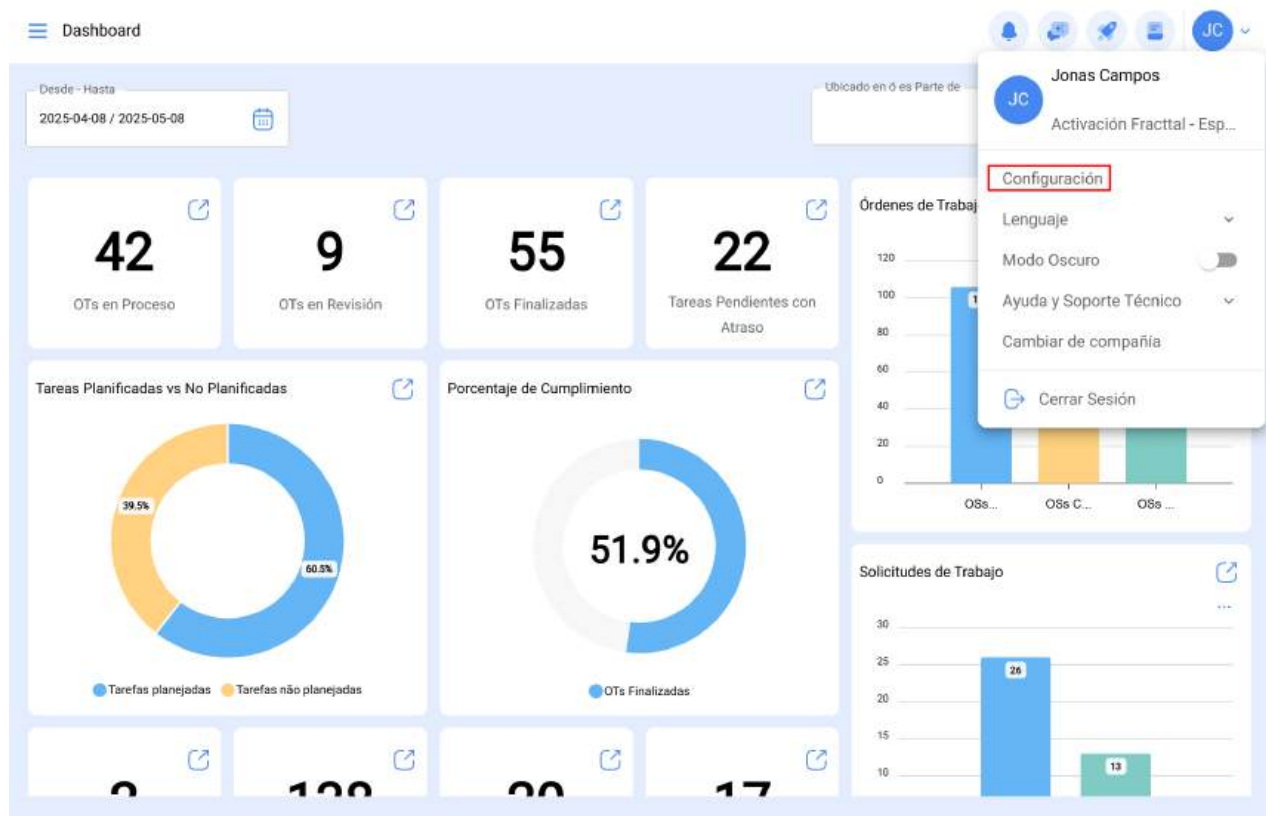 Dashboard
JC
Jonas Campos
JC
Activación Fracttal - Esp...
Configuración
Lenguaje
Modo Oscuro
Ayuda y Soporte Técnico
Cambiar de compañía
Cerrar Sesión
Desde - Hasta
2025-04-08 / 2025-05-08
Ubicado en ó es Parte de
42
OTs en Proceso
9
OTs en Revisión
55
OTs Finalizadas
22
Tareas Pendientes con
Atraso
Órdenes de Trabaj
120
100
80
60
40
20
0
OSs...
OSs C...
OSs ...
Tareas Planificadas vs No Planificadas
39.5%
60.5%
Tarefas planejadas
Tarefas não planejadas
Porcentaje de Cumplimiento
51.9%
OTs Finalizadas
Solicitudes de Trabajo
...
30
25
20
15
10
26
13